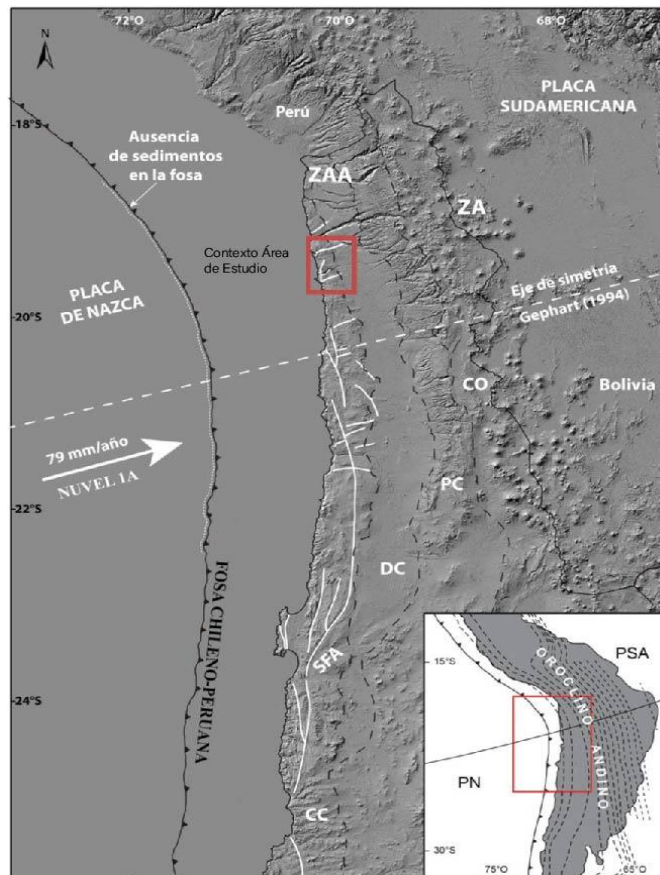 72°O
70°O
68°O
N
Perú
PLACA
SUDAMERICANA
18°S
Ausencia
de sedimentos
en la fosa
ZAA
ZA
Contexto Área
de Estudio
PLACA
DE NAZCA
Eje de simetría
Gephart (1994)
20°S
CO
Bolivia
79 mm/año
NUVEL 1A
PC
22°S
DC
FOSA CHILENO-PERUANA
SFA
24°S
CC
15°S
PSA
OROCLINO ANDINO
PN
30°S
75°O
65°O